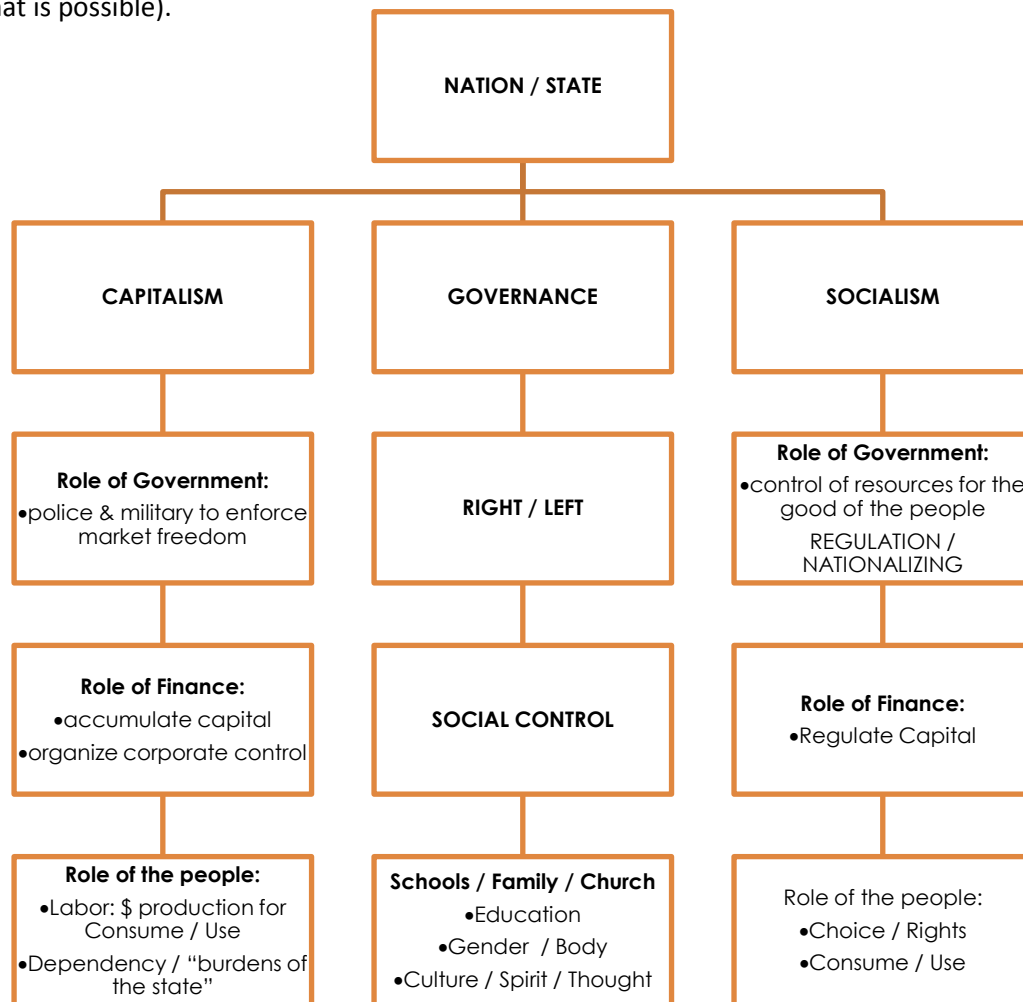 at is possible).
NATION / STATE
CAPITALISM
GOVERNANCE
SOCIALISM
Role of Government:
•police & military to enforce
market freedom
RIGHT / LEFT
Role of Government:
•control of resources for the
good of the people
REGULATION /
NATIONALIZING
Role of Finance:
•accumulate capital
•organize corporate control
SOCIAL CONTROL
Role of Finance:
•Regulate Capital
Role of the people:
•Labor: $ production for
Consume / Use
•Dependency / “burdens of
the state”
Schools / Family / Church
•Education
•Gender / Body
•Culture / Spirit / Thought
Role of the people:
•Choice / Rights
•Consume / Use